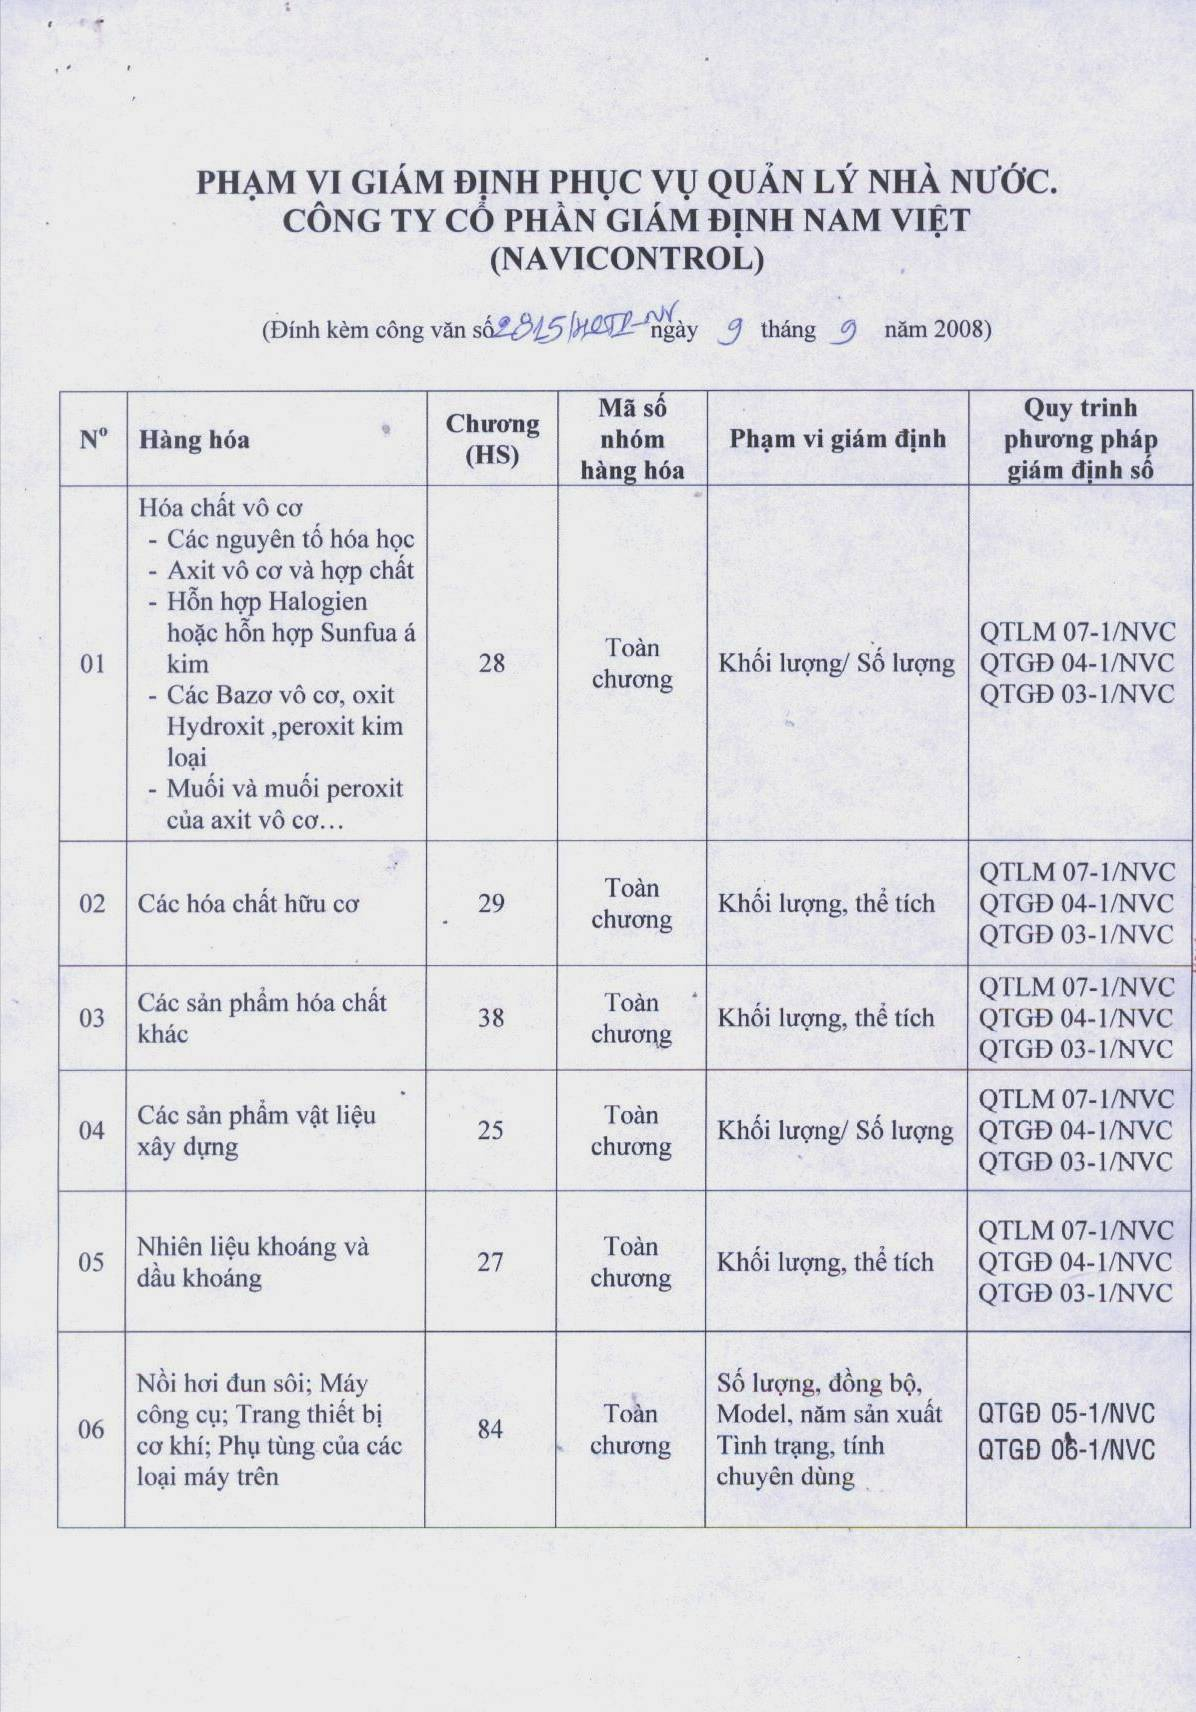 PHẠM VI GIÁM ĐỊNH PHỤC VỤ QUẢN LÝ NHÀ NƯỚC.
CÔNG TY CỔ PHẦN GIÁM ĐỊNH NAM VIỆT
(NAVICONTROL)
(Đính kèm công văn số ngày 9 tháng 9 năm 2008)
Nº
Hàng hóa
Chương
(HS)
Mã số
nhóm
hàng hóa
Phạm vi giám định
Quy trình
phương pháp
giám định số
01
Hóa chất vô cơ
- Các nguyên tố hóa học
- Axit vô cơ và hợp chất
- Hỗn hợp Halogien
hoặc hỗn hợp Sunfua á
kim
- Các Bazơ vô cơ, oxit
Hydroxit ,peroxit kim
loại
- Muối và muối peroxit
của axit vô cơ…
28
Toàn
chương
Khối lượng/ Số lượng
QTLM 07-1/NVC
QTGĐ 04-1/NVC
QTGĐ 03-1/NVC
02
Các hóa chất hữu cơ
29
Toàn
chương
Khối lượng, thể tích
QTLM 07-1/NVC
QTGĐ 04-1/NVC
QTGĐ 03-1/NVC
03
Các sản phẩm hóa chất
khác
38
Toàn
chương
Khối lượng, thể tích
QTLM 07-1/NVC
QTGĐ 04-1/NVC
QTGĐ 03-1/NVC
04
Các sản phẩm vật liệu
xây dựng
25
Toàn
chương
Khối lượng/ Số lượng
QTLM 07-1/NVC
QTGĐ 04-1/NVC
QTGĐ 03-1/NVC
05
Nhiên liệu khoáng và
dầu khoáng
27
Toàn
chương
Khối lượng, thể tích
QTLM 07-1/NVC
QTGĐ 04-1/NVC
QTGĐ 03-1/NVC
06
Nồi hơi đun sôi; Máy
công cụ; Trang thiết bị
cơ khí; Phụ tùng của các
loại máy trên
84
Toàn
chương
Số lượng, đồng bộ,
Model, năm sản xuất
Tình trạng, tính
chuyên dùng
QTGĐ 05-1/NVC
QTGĐ 06-1/NVC